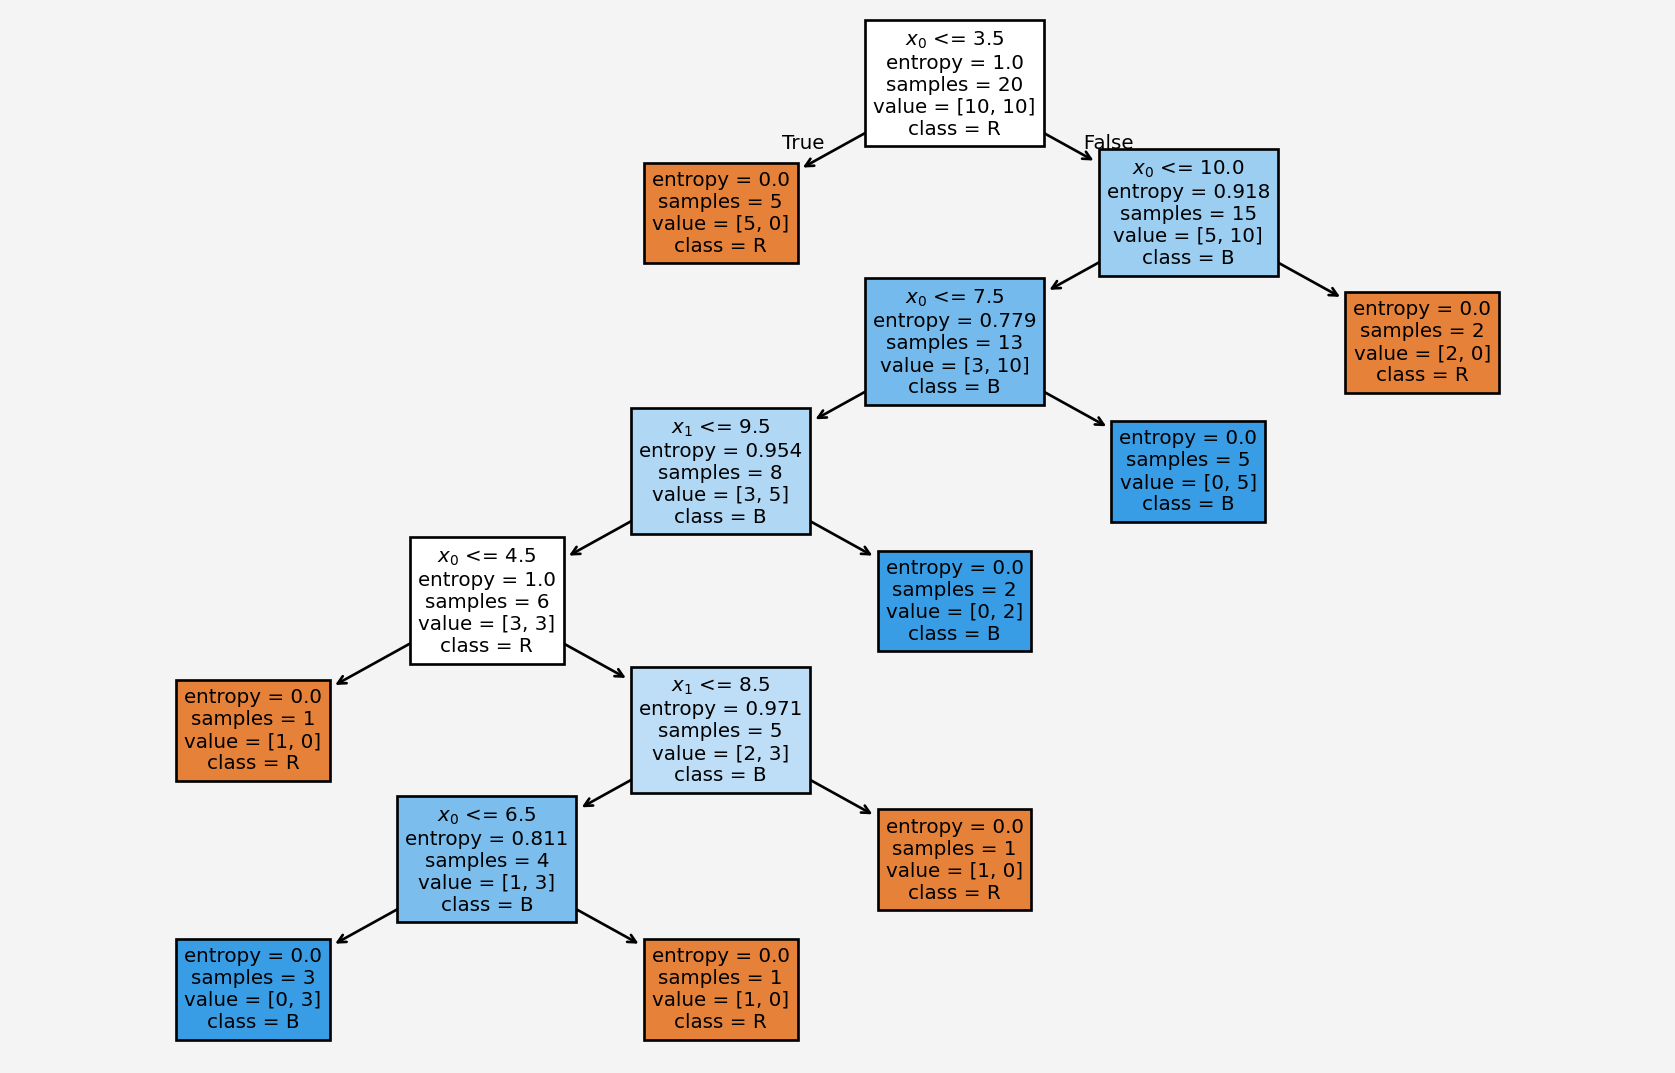 x₀ <= 3.5
entropy = 1.0
samples = 20
value = [10, 10]
class = R
True
False
entropy = 0.0
samples = 5
value = [5, 0]
class = R
x₀ <= 10.0
entropy = 0.918
samples = 15
value = [5, 10]
class = B
x₀ <= 7.5
entropy = 0.779
samples = 13
value = [3, 10]
class = B
entropy = 0.0
samples = 2
value = [2, 0]
class = R
x₁ <= 9.5
entropy = 0.954
samples = 8
value = [3, 5]
class = B
entropy = 0.0
samples = 5
value = [0, 5]
class = B
x₀ <= 4.5
entropy = 1.0
samples = 6
value = [3, 3]
class = R
entropy = 0.0
samples = 2
value = [0, 2]
class = B
entropy = 0.0
samples = 1
value = [1, 0]
class = R
x₁ <= 8.5
entropy = 0.971
samples = 5
value = [2, 3]
class = B
x₀ <= 6.5
entropy = 0.811
samples = 4
value = [1, 3]
class = B
entropy = 0.0
samples = 1
value = [1, 0]
class = R
entropy = 0.0
samples = 3
value = [0, 3]
class = B
entropy = 0.0
samples = 1
value = [1, 0]
class = R